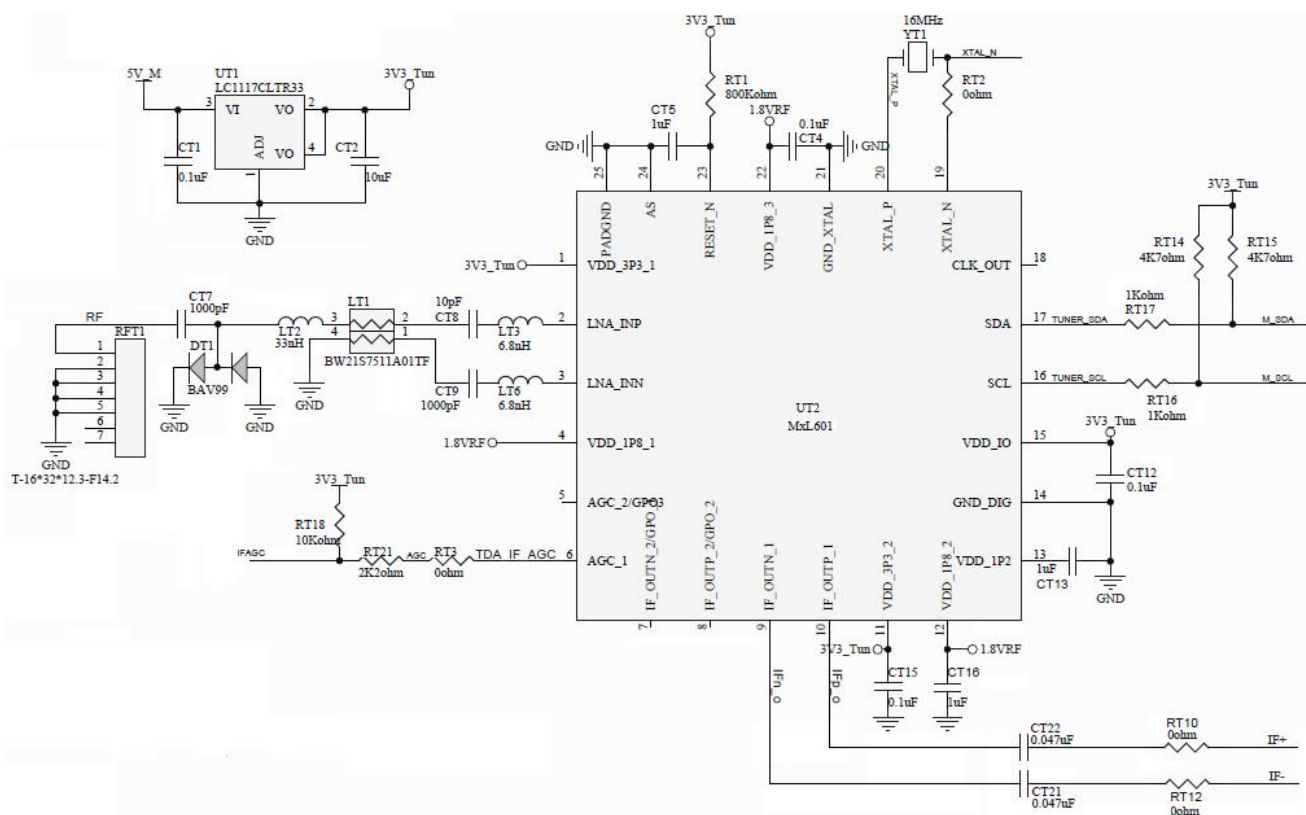 5V_M
UT1
LC1117CLTR33
3V3_Tun
3
VI
VO
2
VO
4
ADJ
1
CT1
0.1uF
CT2
10uF
GND
3V3_Tun
RT1
800Kohm
CT5
1uF
1.8VRF
0.1uF
CT4
GND
GND
16MHz
YT1
XTAL_N
XTAL_P
RT2
0ohm
25
24
23
22
21
20
19
PADGND
AS
RESET_N
VDD_1P8_3
GND_XTAL
XTAL_P
XTAL_N
3V3_Tun
1
VDD_3P3_1
CLK_OUT
18
3V3_Tun
RT14
4K7ohm
RT15
4K7ohm
RF
CT7
1000pF
RFT1
1
2
3
4
5
6
7
GND
T-16*32*12.3-F14.2
DT1
BAV99
GND
GND
LT2
33nH
LT1
3
2
4
1
BW21S7511A01TF
GND
10pF
CT8
LT3
6.8nH
2
LNA_INP
CT9
1000pF
LT6
6.8nH
3
LNA_INN
SDA
17
TUNER_SDA
1Kohm
RT17
M_SDA
SCL
16
TUNER_SCL
RT16
1Kohm
M_SCL
UT2
MxL601
1.8VRF
4
VDD_1P8_1
VDD_IO
15
3V3_Tun
CT12
0.1uF
5
AGC_2/GPO3
GND_DIG
14
3V3_Tun
RT18
10Kohm
IFAGC
RT21
2K2ohm
AGC
RT3
0ohm
TDA_IF_AGC
6
AGC_1
VDD_1P2
13
1uF
CT13
GND
IF_OUTN_2/GPO_1
IF_OUTP_2/GPO_2
IF_OUTN_1
IF_OUTP_1
VDD_3P3_2
VDD_1P8_2
7
8
9
10
11
12
IFn_o
IFp_o
3V3_Tun
1.8VRF
CT15
0.1uF
CT16
1uF
CT22
0.047uF
RT10
0ohm
IF+
CT21
0.047uF
RT12
0ohm
IF-